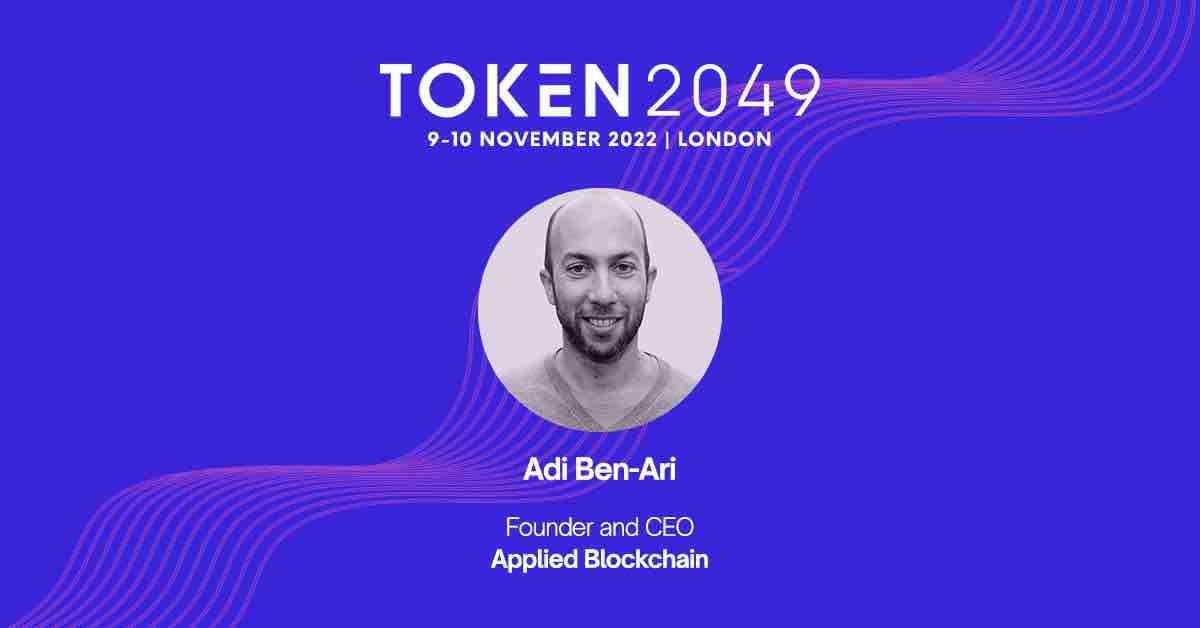 TOKEN2049
9-10 NOVEMBER 2022 | LONDON
Adi Ben-Ari
Founder and CEO
Applied Blockchain